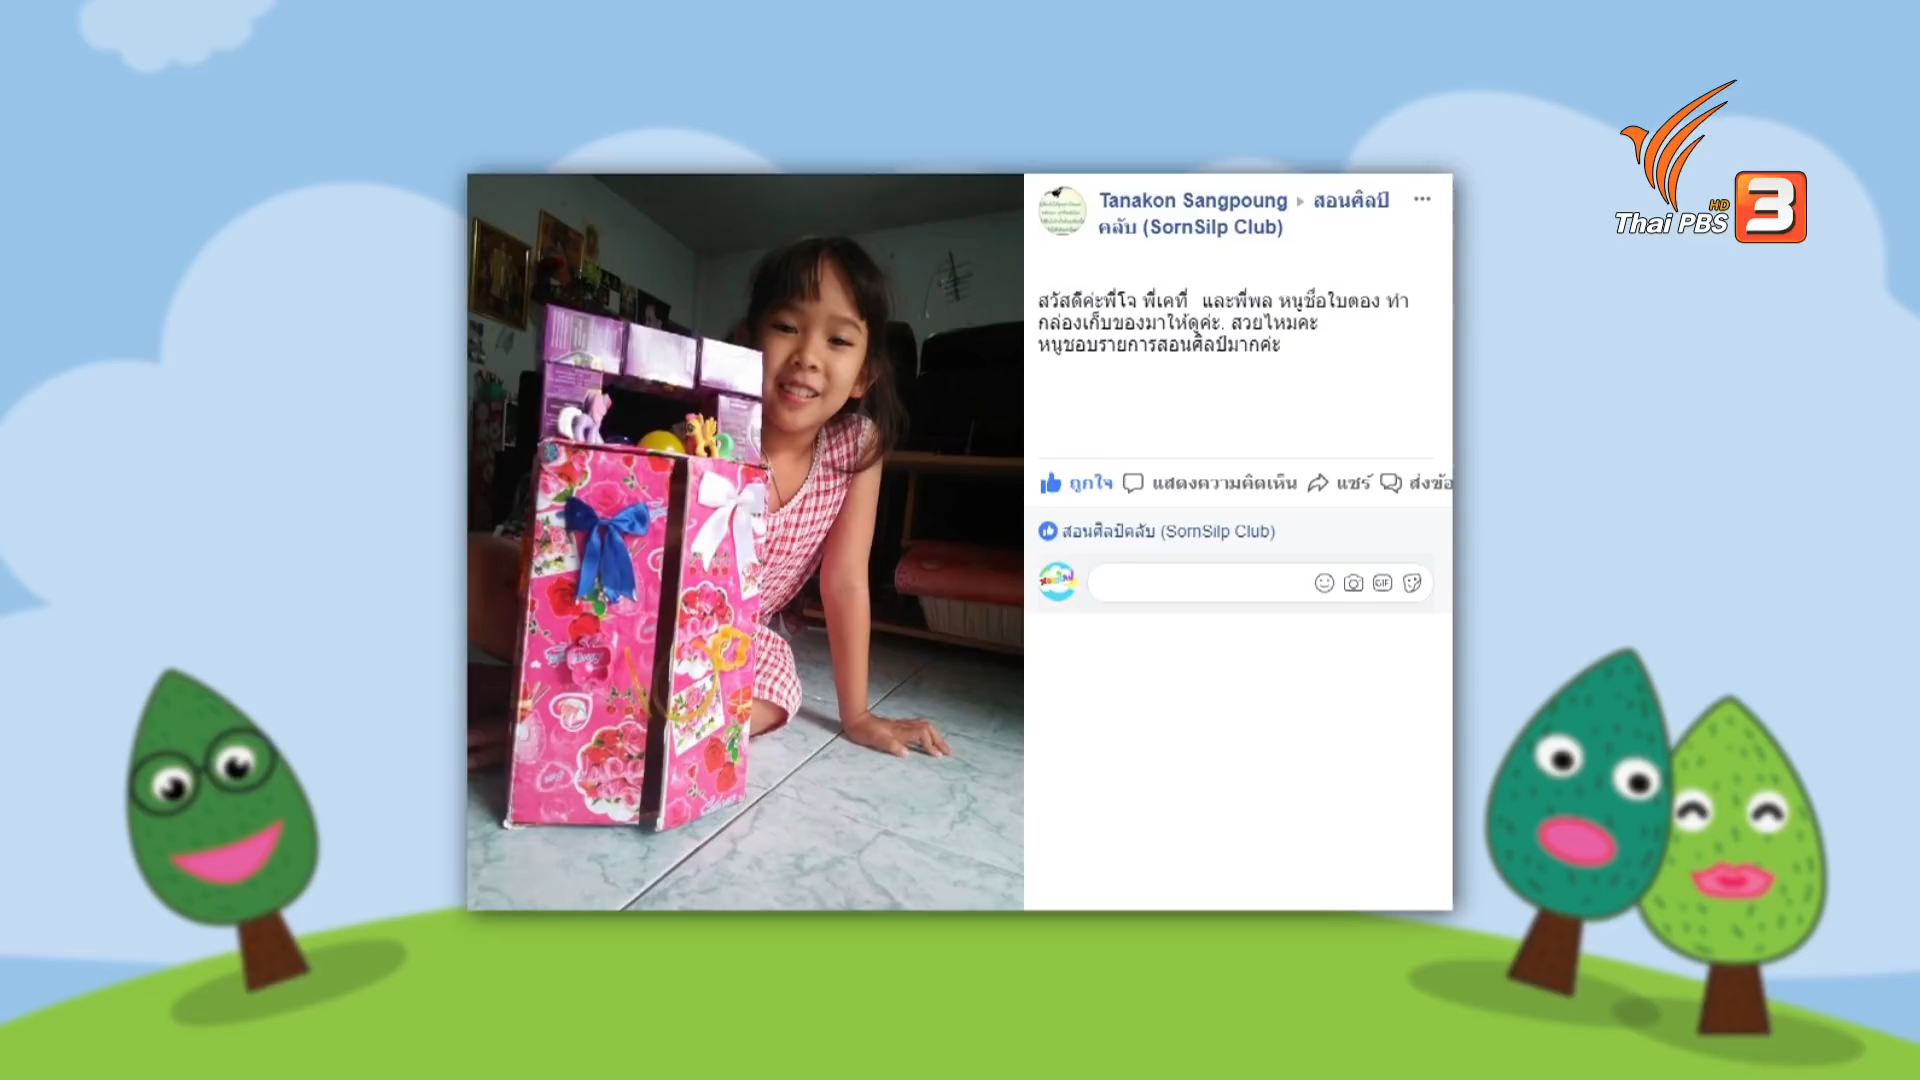 Tanakon Sangpoung ▸ สอนศิลป์
คลับ (SornSilp Club)
สวัสดีค่ะพี่โจ พี่เคที่ และพี่พล หนูชื่อใบตอง ทำ
กล่องเก็บของมาให้ดูค่ะ. สวยไหมคะ
หนูชอบรายการสอนศิลป์มากค่ะ
ถูกใจ แสดงความคิดเห็น แชร์ ส่งข้อ
สอนศิลป์คลับ (SornSilp Club)
GIF
HD
Thai PBS 3